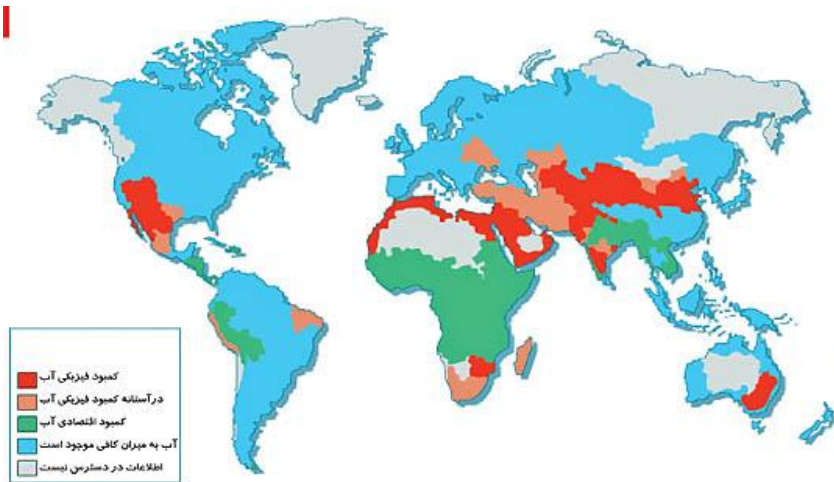 کمبود فیزیکی آب
درآستانه کمبود فیزیکی آب
کمبود اقتصادی آب
آب به میزان کافی موجود است
اطلاعات در دسترس نیست